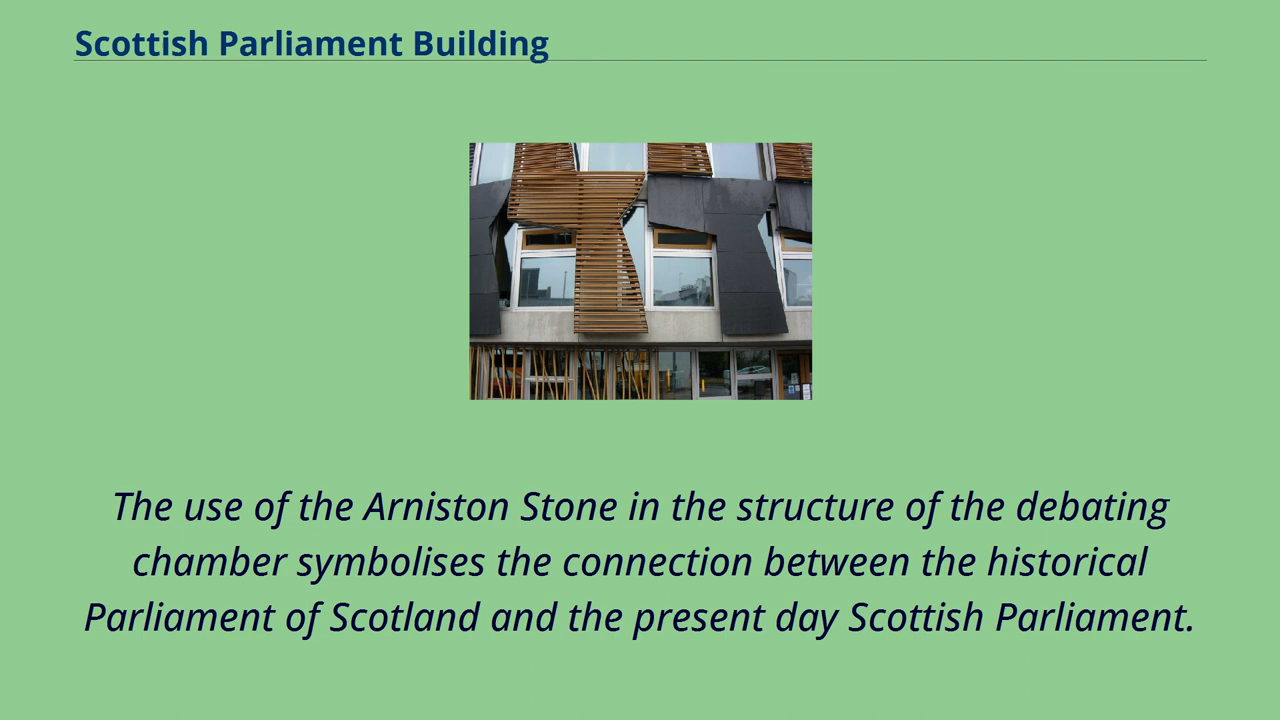 Scottish Parliament Building
The use of the Arniston Stone in the structure of the debating
chamber symbolises the connection between the historical
Parliament of Scotland and the present day Scottish Parliament.